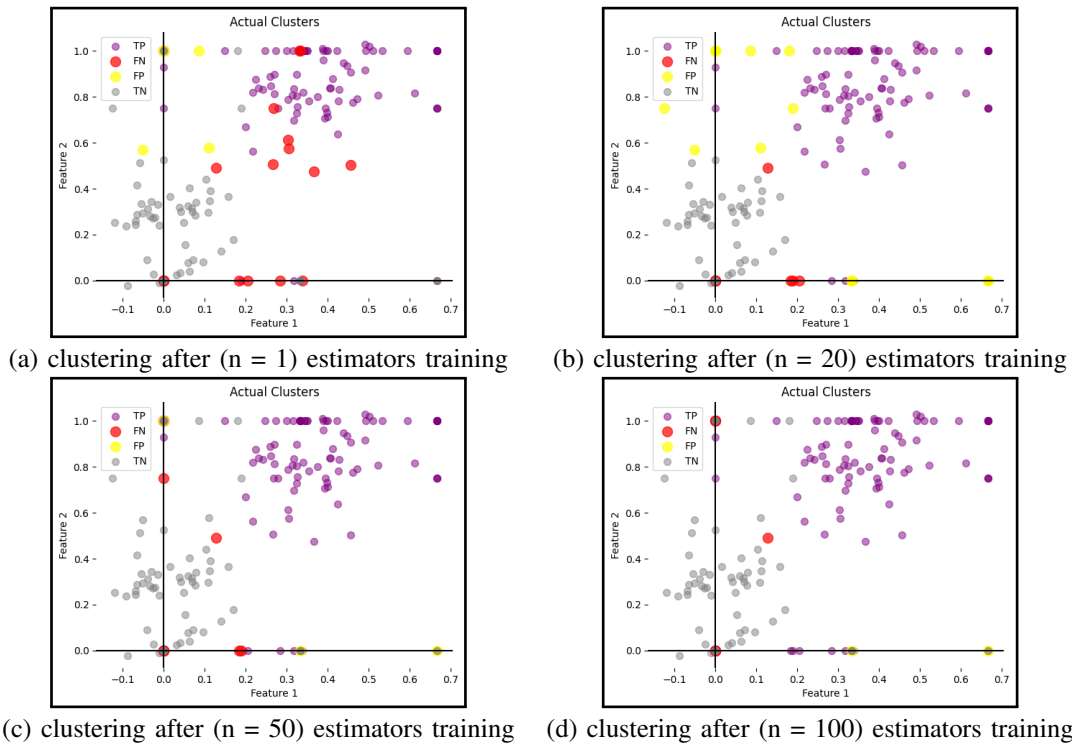 Actual Clusters
TP
FN
FP
TN
Feature 2
1.0
0.8
0.6
0.4
0.2
0.0
−0.1 0.0 0.1 0.2 0.3 0.4 0.5 0.6 0.7
Feature 1
(a) clustering after (n = 1) estimators training
Actual Clusters
TP
FN
FP
TN
Feature 2
1.0
0.8
0.6
0.4
0.2
0.0
−0.1 0.0 0.1 0.2 0.3 0.4 0.5 0.6 0.7
Feature 1
(b) clustering after (n = 20) estimators training
Actual Clusters
TP
FN
FP
TN
Feature 2
1.0
0.8
0.6
0.4
0.2
0.0
−0.1 0.0 0.1 0.2 0.3 0.4 0.5 0.6 0.7
Feature 1
(c) clustering after (n = 50) estimators training
Actual Clusters
TP
FN
FP
TN
Feature 2
1.0
0.8
0.6
0.4
0.2
0.0
−0.1 0.0 0.1 0.2 0.3 0.4 0.5 0.6 0.7
Feature 1
(d) clustering after (n = 100) estimators training